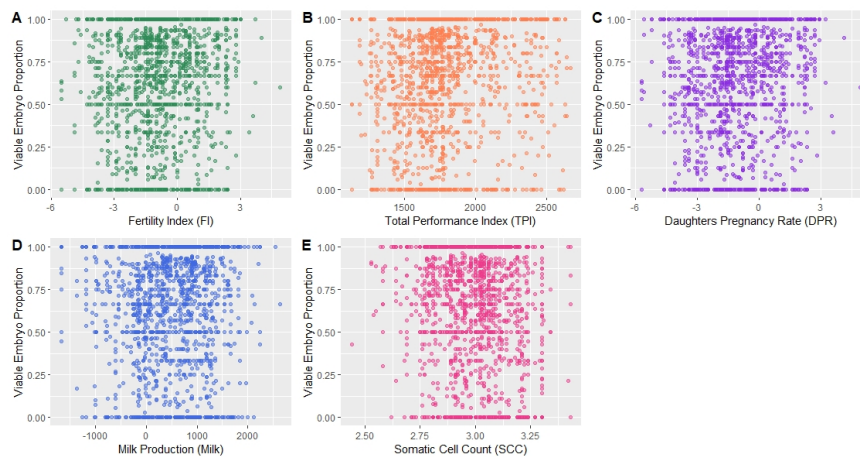 A
Viable Embryo Proportion
1.00
0.75
0.50
0.25
0.00
-6 -3 0 3
Fertility Index (FI)
B
Viable Embryo Proportion
1.00
0.75
0.50
0.25
0.00
1500 2000 2500
Total Performance Index (TPI)
C
Viable Embryo Proportion
1.00
0.75
0.50
0.25
0.00
-6 -3 0 3
Daughters Pregnancy Rate (DPR)
D
Viable Embryo Proportion
1.00
0.75
0.50
0.25
0.00
-1000 0 1000 2000
Milk Production (Milk)
E
Viable Embryo Proportion
1.00
0.75
0.50
0.25
0.00
2.50 2.75 3.00 3.25
Somatic Cell Count (SCC)